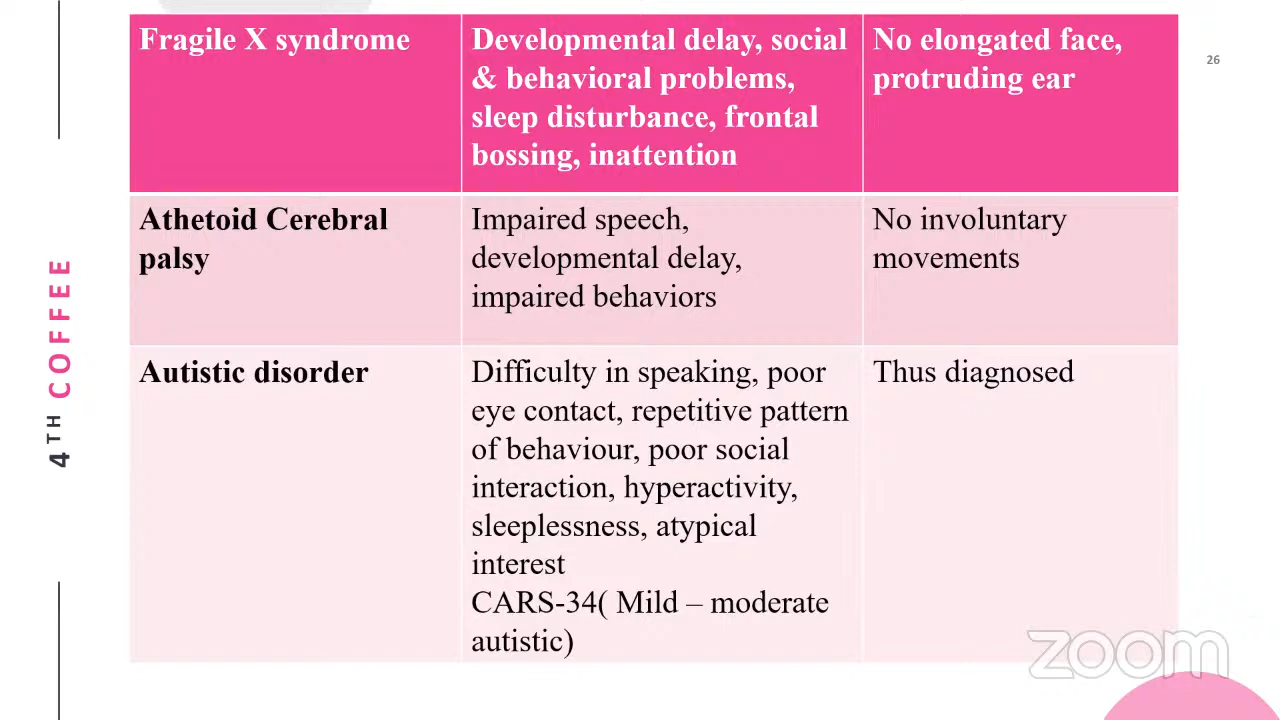 Fragile X syndrome
Developmental delay, social
& behavioral problems,
sleep disturbance, frontal
bossing, inattention
No elongated face,
protruding ear
26
Athetoid Cerebral
palsy
Impaired speech,
developmental delay,
impaired behaviors
No involuntary
movements
Autistic disorder
Difficulty in speaking, poor
eye contact, repetitive pattern
of behaviour, poor social
interaction, hyperactivity,
sleeplessness, atypical
interest
CARS-34( Mild – moderate
autistic)
Thus diagnosed
4TH COFFEE
zoom